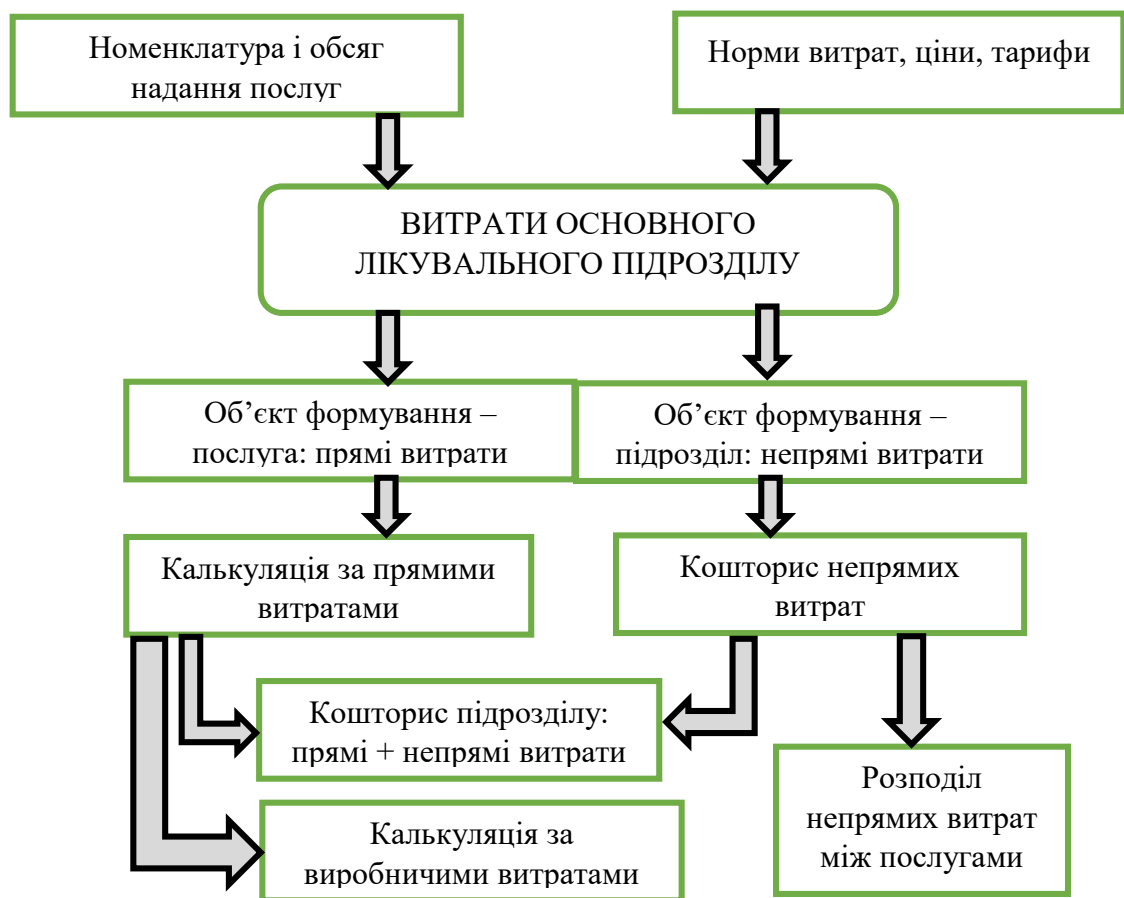 Номенклатура і обсяг
надання послуг
Норми витрат, ціни, тарифи
ВИТРАТИ ОСНОВНОГО
ЛІКУВАЛЬНОГО ПІДРОЗДІЛУ
Об’єкт формування –
послуга: прямі витрати
Об’єкт формування –
підрозділ: непрямі витрати
Калькуляція за прямими
витратами
Кошторис непрямих
витрат
Кошторис підрозділу:
прямі + непрямі витрати
Розподіл
непрямих витрат
між послугами
Калькуляція за
виробничими витратами